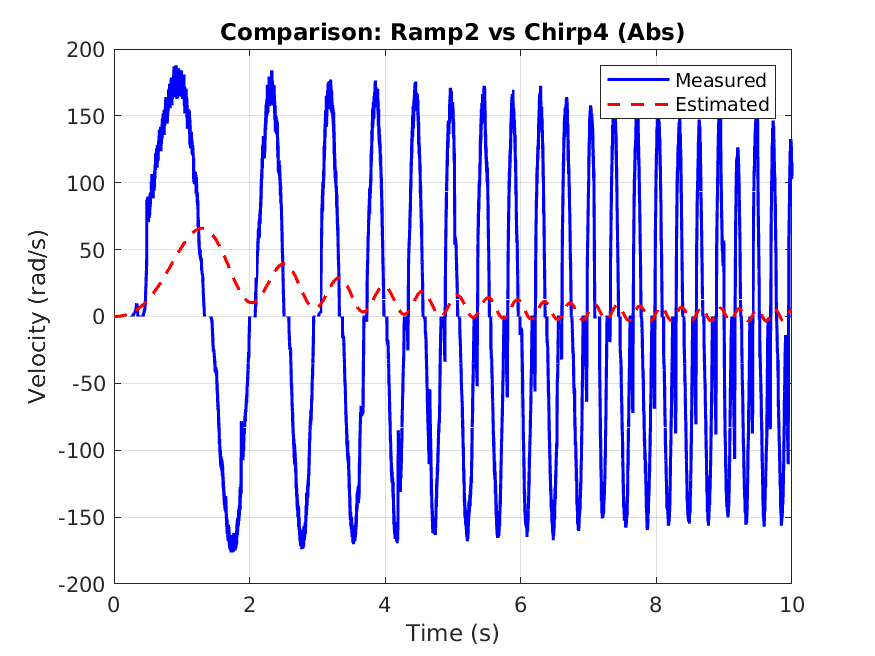 Comparison: Ramp2 vs Chirp4 (Abs)
200
150
100
50
0
-50
-100
-150
-200
Velocity (rad/s)
Measured
Estimated
0 2 4 6 8 10
Time (s)